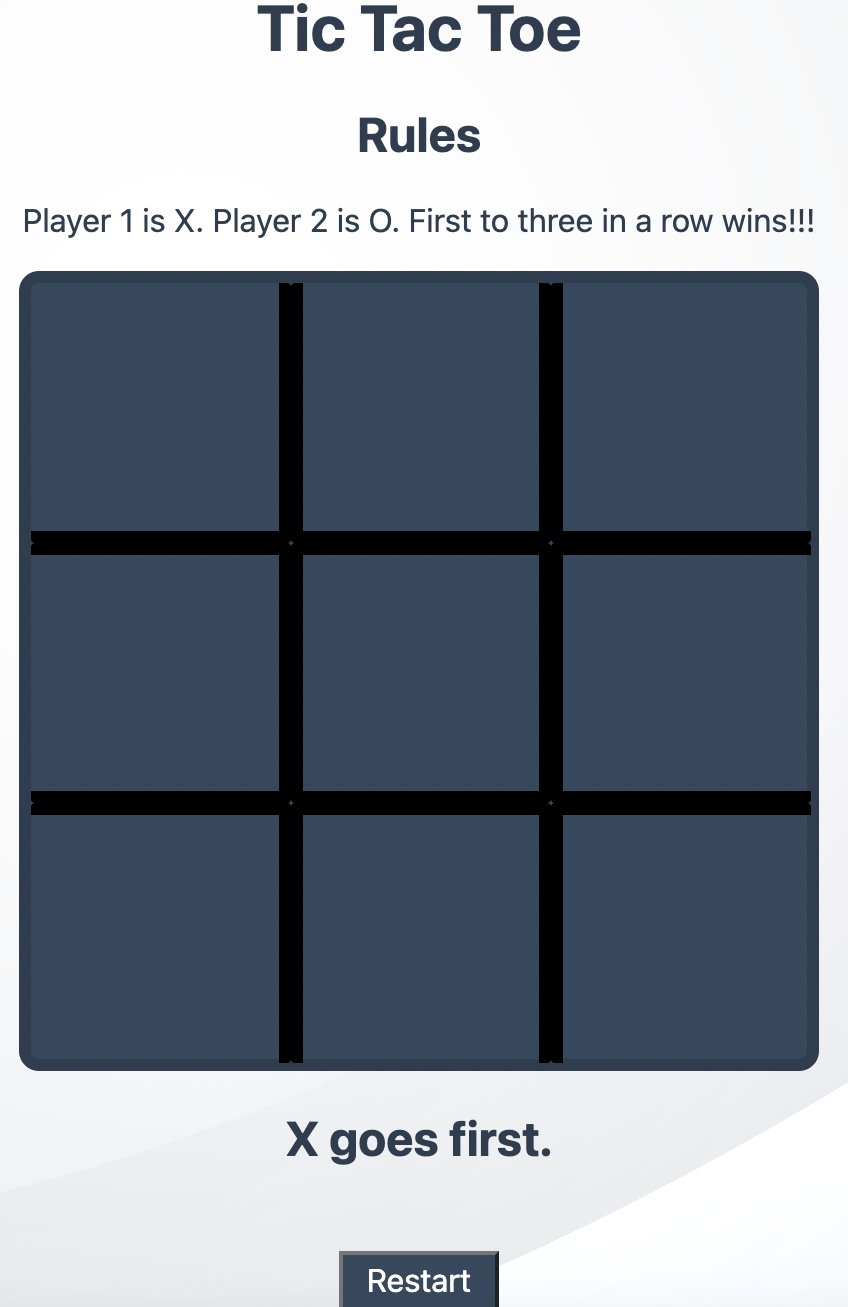 Tic Tac Toe
Rules
Player 1 is X. Player 2 is O. First to three in a row wins!!!
X goes first.
Restart